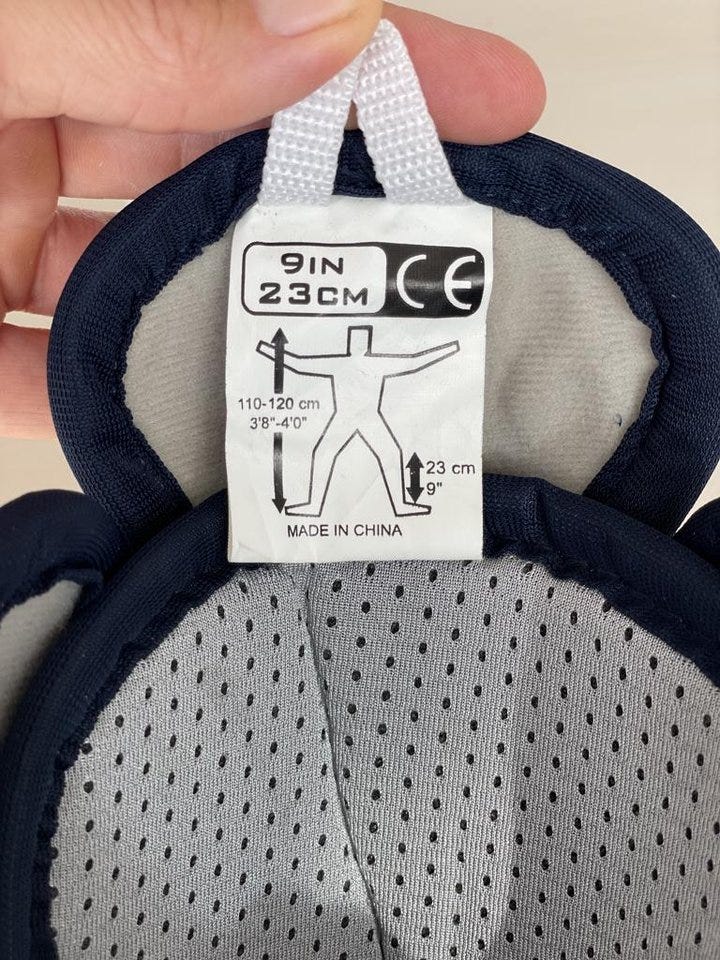 9IN
23CM
CE
110-120 cm
3'8"-4'0"
23 cm
9"
MADE IN CHINA